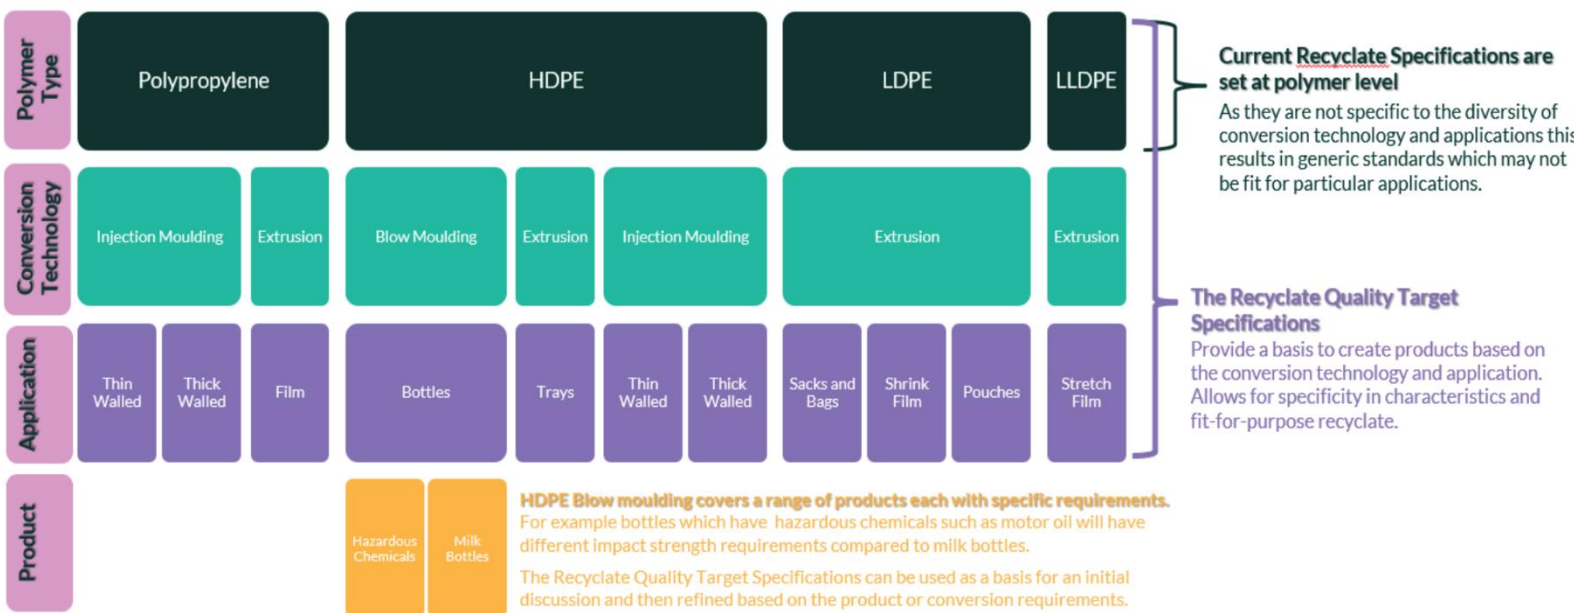 Polymer
Type
Polypropylene
HDPE
LDPE
LLDPE
Current Recyclate Specifications are
set at polymer level
As they are not specific to the diversity of
conversion technology and applications this
results in generic standards which may not
be fit for particular applications.
Conversion
Technology
Injection Moulding
Extrusion
Blow Moulding
Extrusion
Injection Moulding
Extrusion
Extrusion
The Recyclate Quality Target
Specifications
Provide a basis to create products based on
the conversion technology and application.
Allows for specificity in characteristics and
fit-for-purpose recyclate.
Application
Thin
Walled
Thick
Walled
Film
Bottles
Trays
Thin
Walled
Thick
Walled
Sacks and
Bags
Shrink
Film
Pouches
Stretch
Film
Product
Hazardous
Chemicals
Milk
Bottles
HDPE Blow moulding covers a range of products each with specific requirements.
For example bottles which have hazardous chemicals such as motor oil will have
different impact strength requirements compared to milk bottles.
The Recyclate Quality Target Specifications can be used as a basis for an initial
discussion and then refined based on the product or conversion requirements.